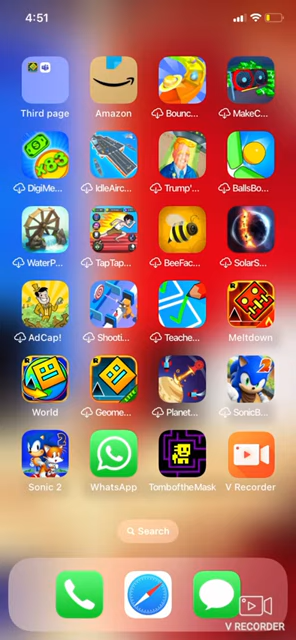 4:51
Third page
Amazon
Bounc...
MakeC...
DigiMe...
IdleAirc...
Trump'...
BallsBo...
WaterP...
TapTap...
BeeFac...
SolarS...
AdCap!
Shooti...
Teache...
Meltdown
World
Geome...
Planet...
SonicB...
Sonic 2
WhatsApp
TomboftheMask
V Recorder
Search
V RECORDER